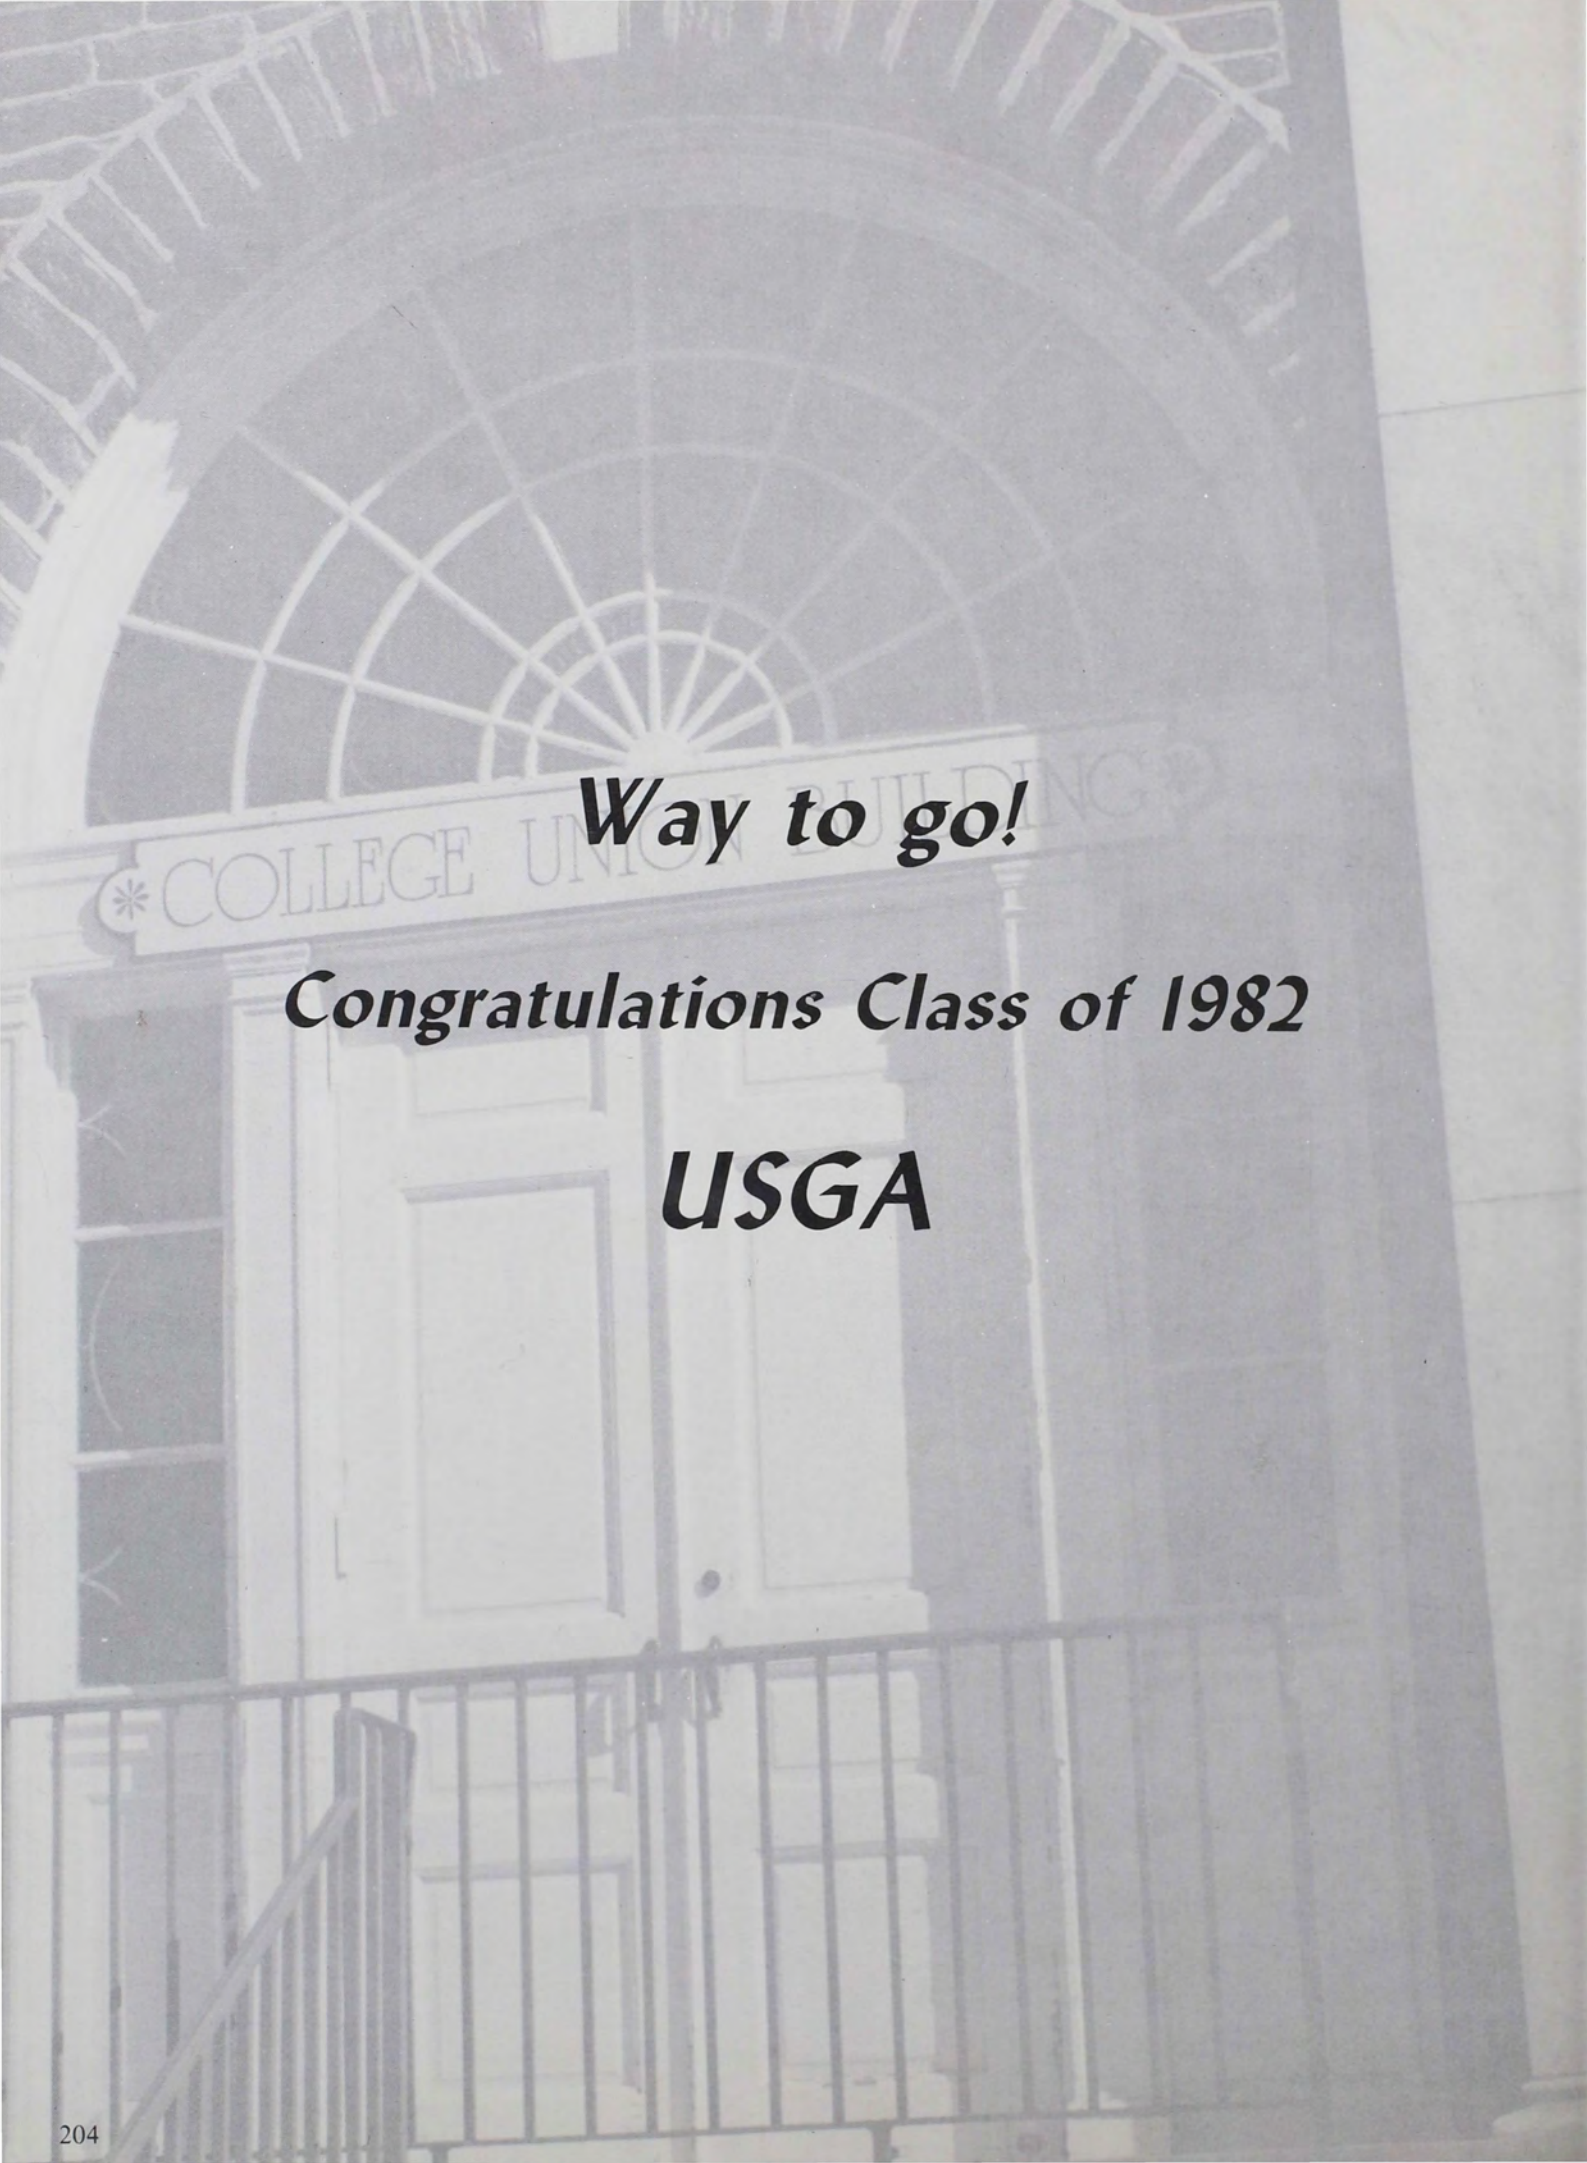 Way to go!
COLLEGE UNION BUILDING
Congratulations Class of 1982
USGA
204